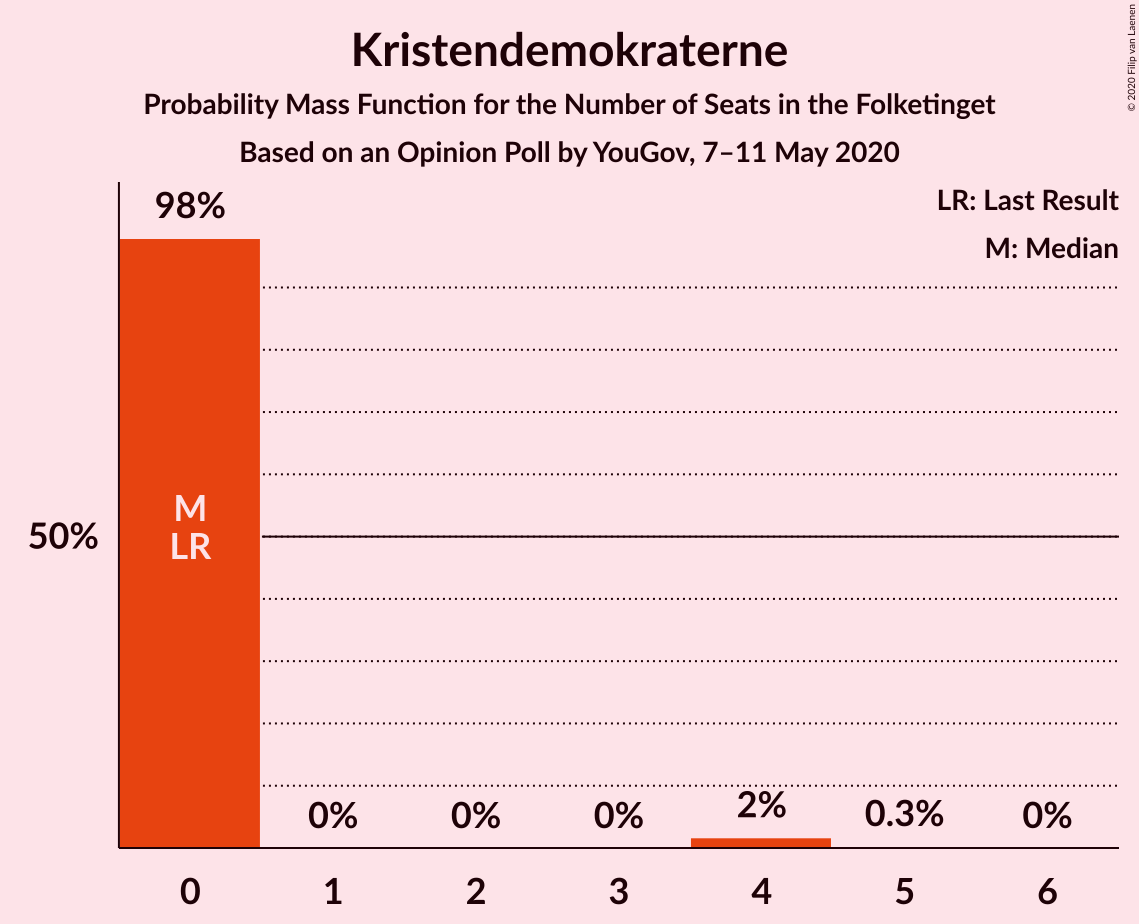 Kristendemokraterne
Probability Mass Function for the Number of Seats in the Folketinget
Based on an Opinion Poll by YouGov, 7–11 May 2020
© 2020 Filip van Laenen
LR: Last Result
M: Median
98%
50%
M
LR
0% 0% 0% 2% 0.3% 0%
0 1 2 3 4 5 6